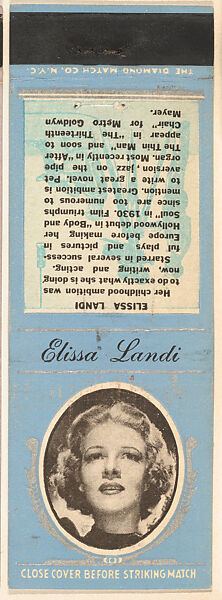 THE DIAMOND MATCH CO. N.Y.C.
ELISSA LANDI
Her childhood ambition was
to do exactly what she is doing
now, writing and acting.
Starred in several success-
ful plays and pictures in
Europe before making her
Hollywood debut in "Body and
Soul" in 1930. Film triumphs
since are too numerous to
mention. Greatest ambition is
to write a great novel. Pet
aversion, jazz on the pipe
organ. Most recently in "After
The Thin Man," and soon to
appear in "The Thirteenth
Chair" for Metro Goldwyn
Mayer.
Elissa Landi
CLOSE COVER BEFORE STRIKING MATCH